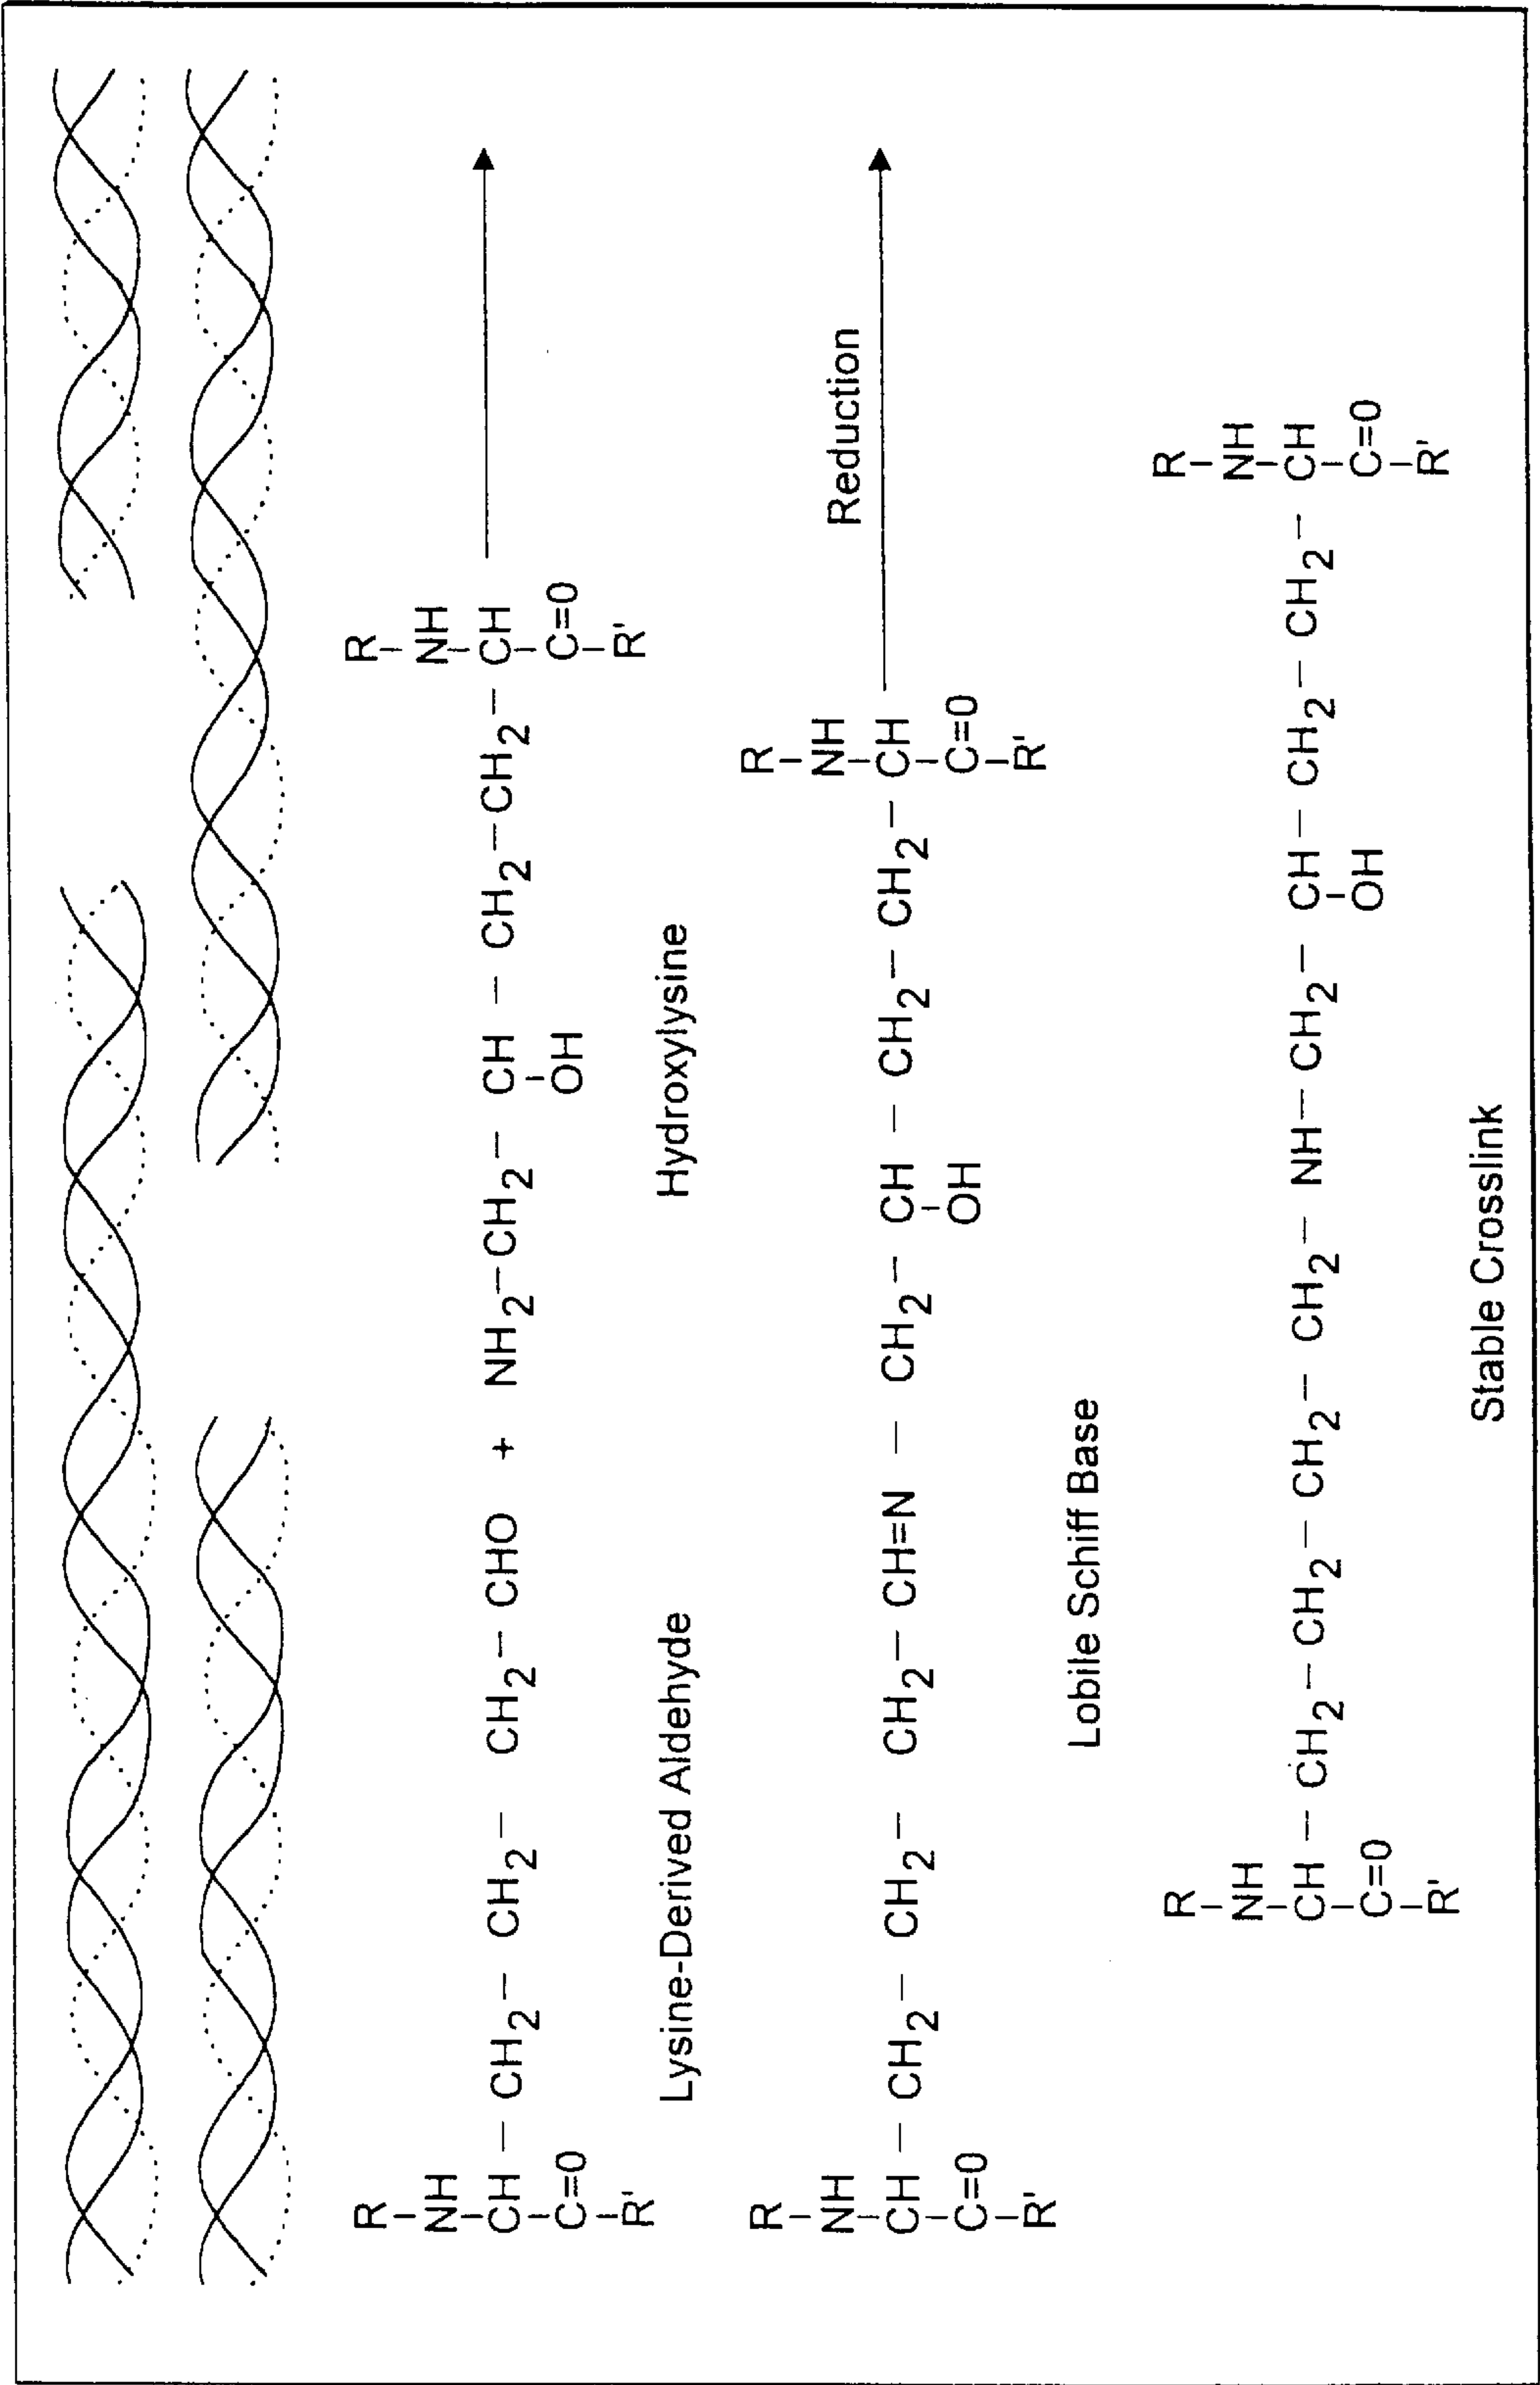 R R
NH NH
CH – CH2 – CH2 – CH2 – CHO + NH2 – CH2 – CH – CH2 – CH2 – CH
C=O OH C=O
R' R'
Lysine-Derived Aldehyde Hydroxylysine
R R
NH NH Reduction
CH – CH2 – CH2 – CH2 – CH=N – CH2 – CH – CH2 – CH2 – CH
C=O OH C=O
R' R'
Lobile Schiff Base
R R
NH NH
CH – CH2 – CH2 – CH2 – CH2 – NH – CH2 – CH – CH2 – CH2 – CH
C=O OH C=O
R' R'
Stable Crosslink